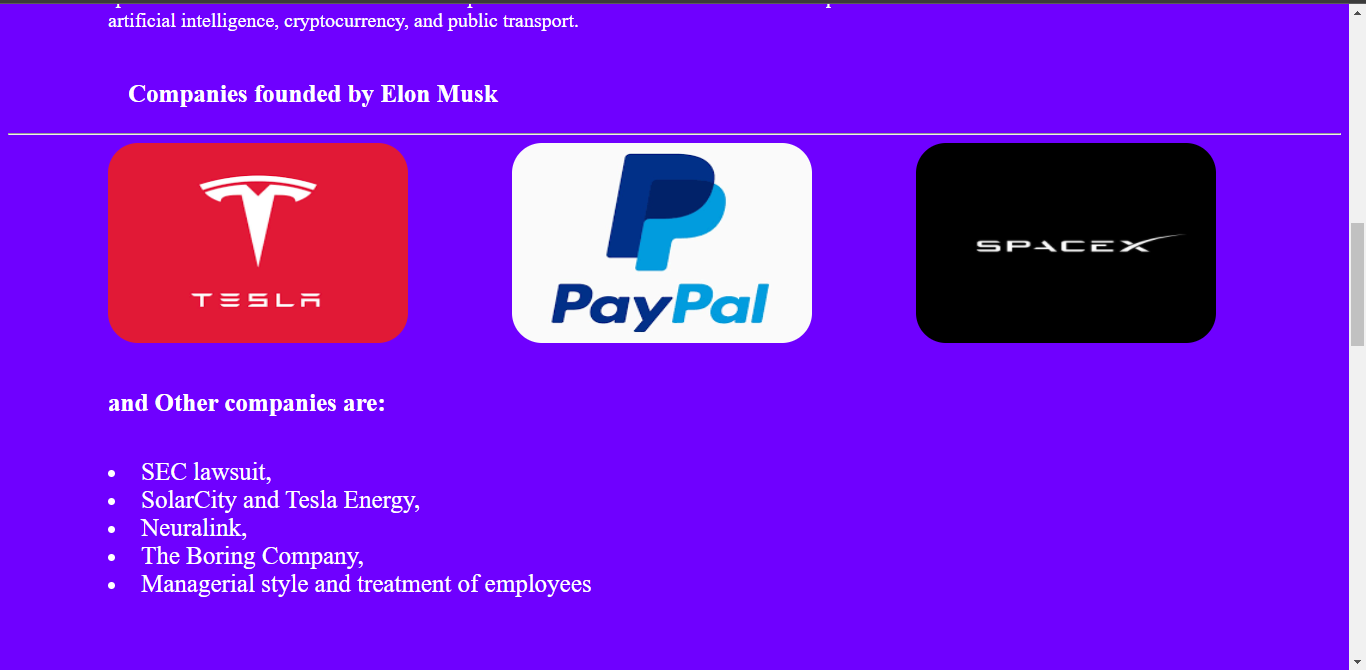 artificial intelligence, cryptocurrency, and public transport.
Companies founded by Elon Musk
TESLA
PayPal
SPACEX
and Other companies are:
SEC lawsuit,
SolarCity and Tesla Energy,
Neuralink,
The Boring Company,
Managerial style and treatment of employees